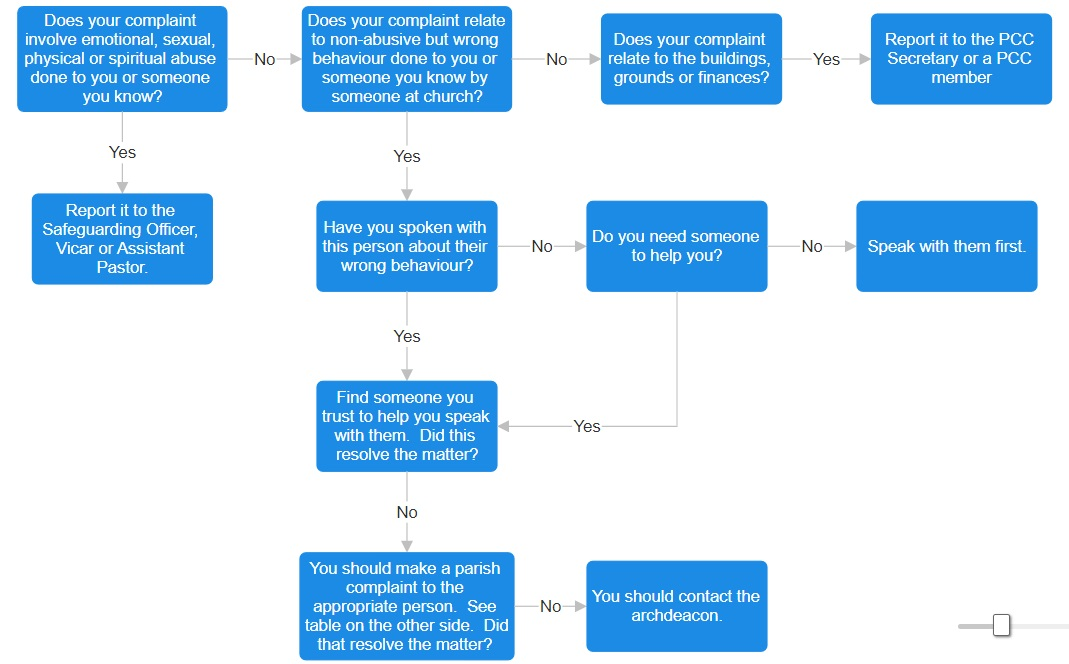 Does your complaint
involve emotional, sexual,
physical or spiritual abuse
done to you or someone
you know?
No
Does your complaint relate
to non-abusive but wrong
behaviour done to you or
someone you know by
someone at church?
No
Does your complaint
relate to the buildings,
grounds or finances?
Yes
Report it to the PCC
Secretary or a PCC
member
Yes
Yes
Report it to the
Safeguarding Officer,
Vicar or Assistant
Pastor.
Have you spoken with
this person about their
wrong behaviour?
No
Do you need someone
to help you?
No
Speak with them first.
Yes
Find someone you
trust to help you speak
with them.  Did this
resolve the matter?
Yes
No
You should make a parish
complaint to the
appropriate person.  See
table on the other side.  Did
that resolve the matter?
No
You should contact the
archdeacon.